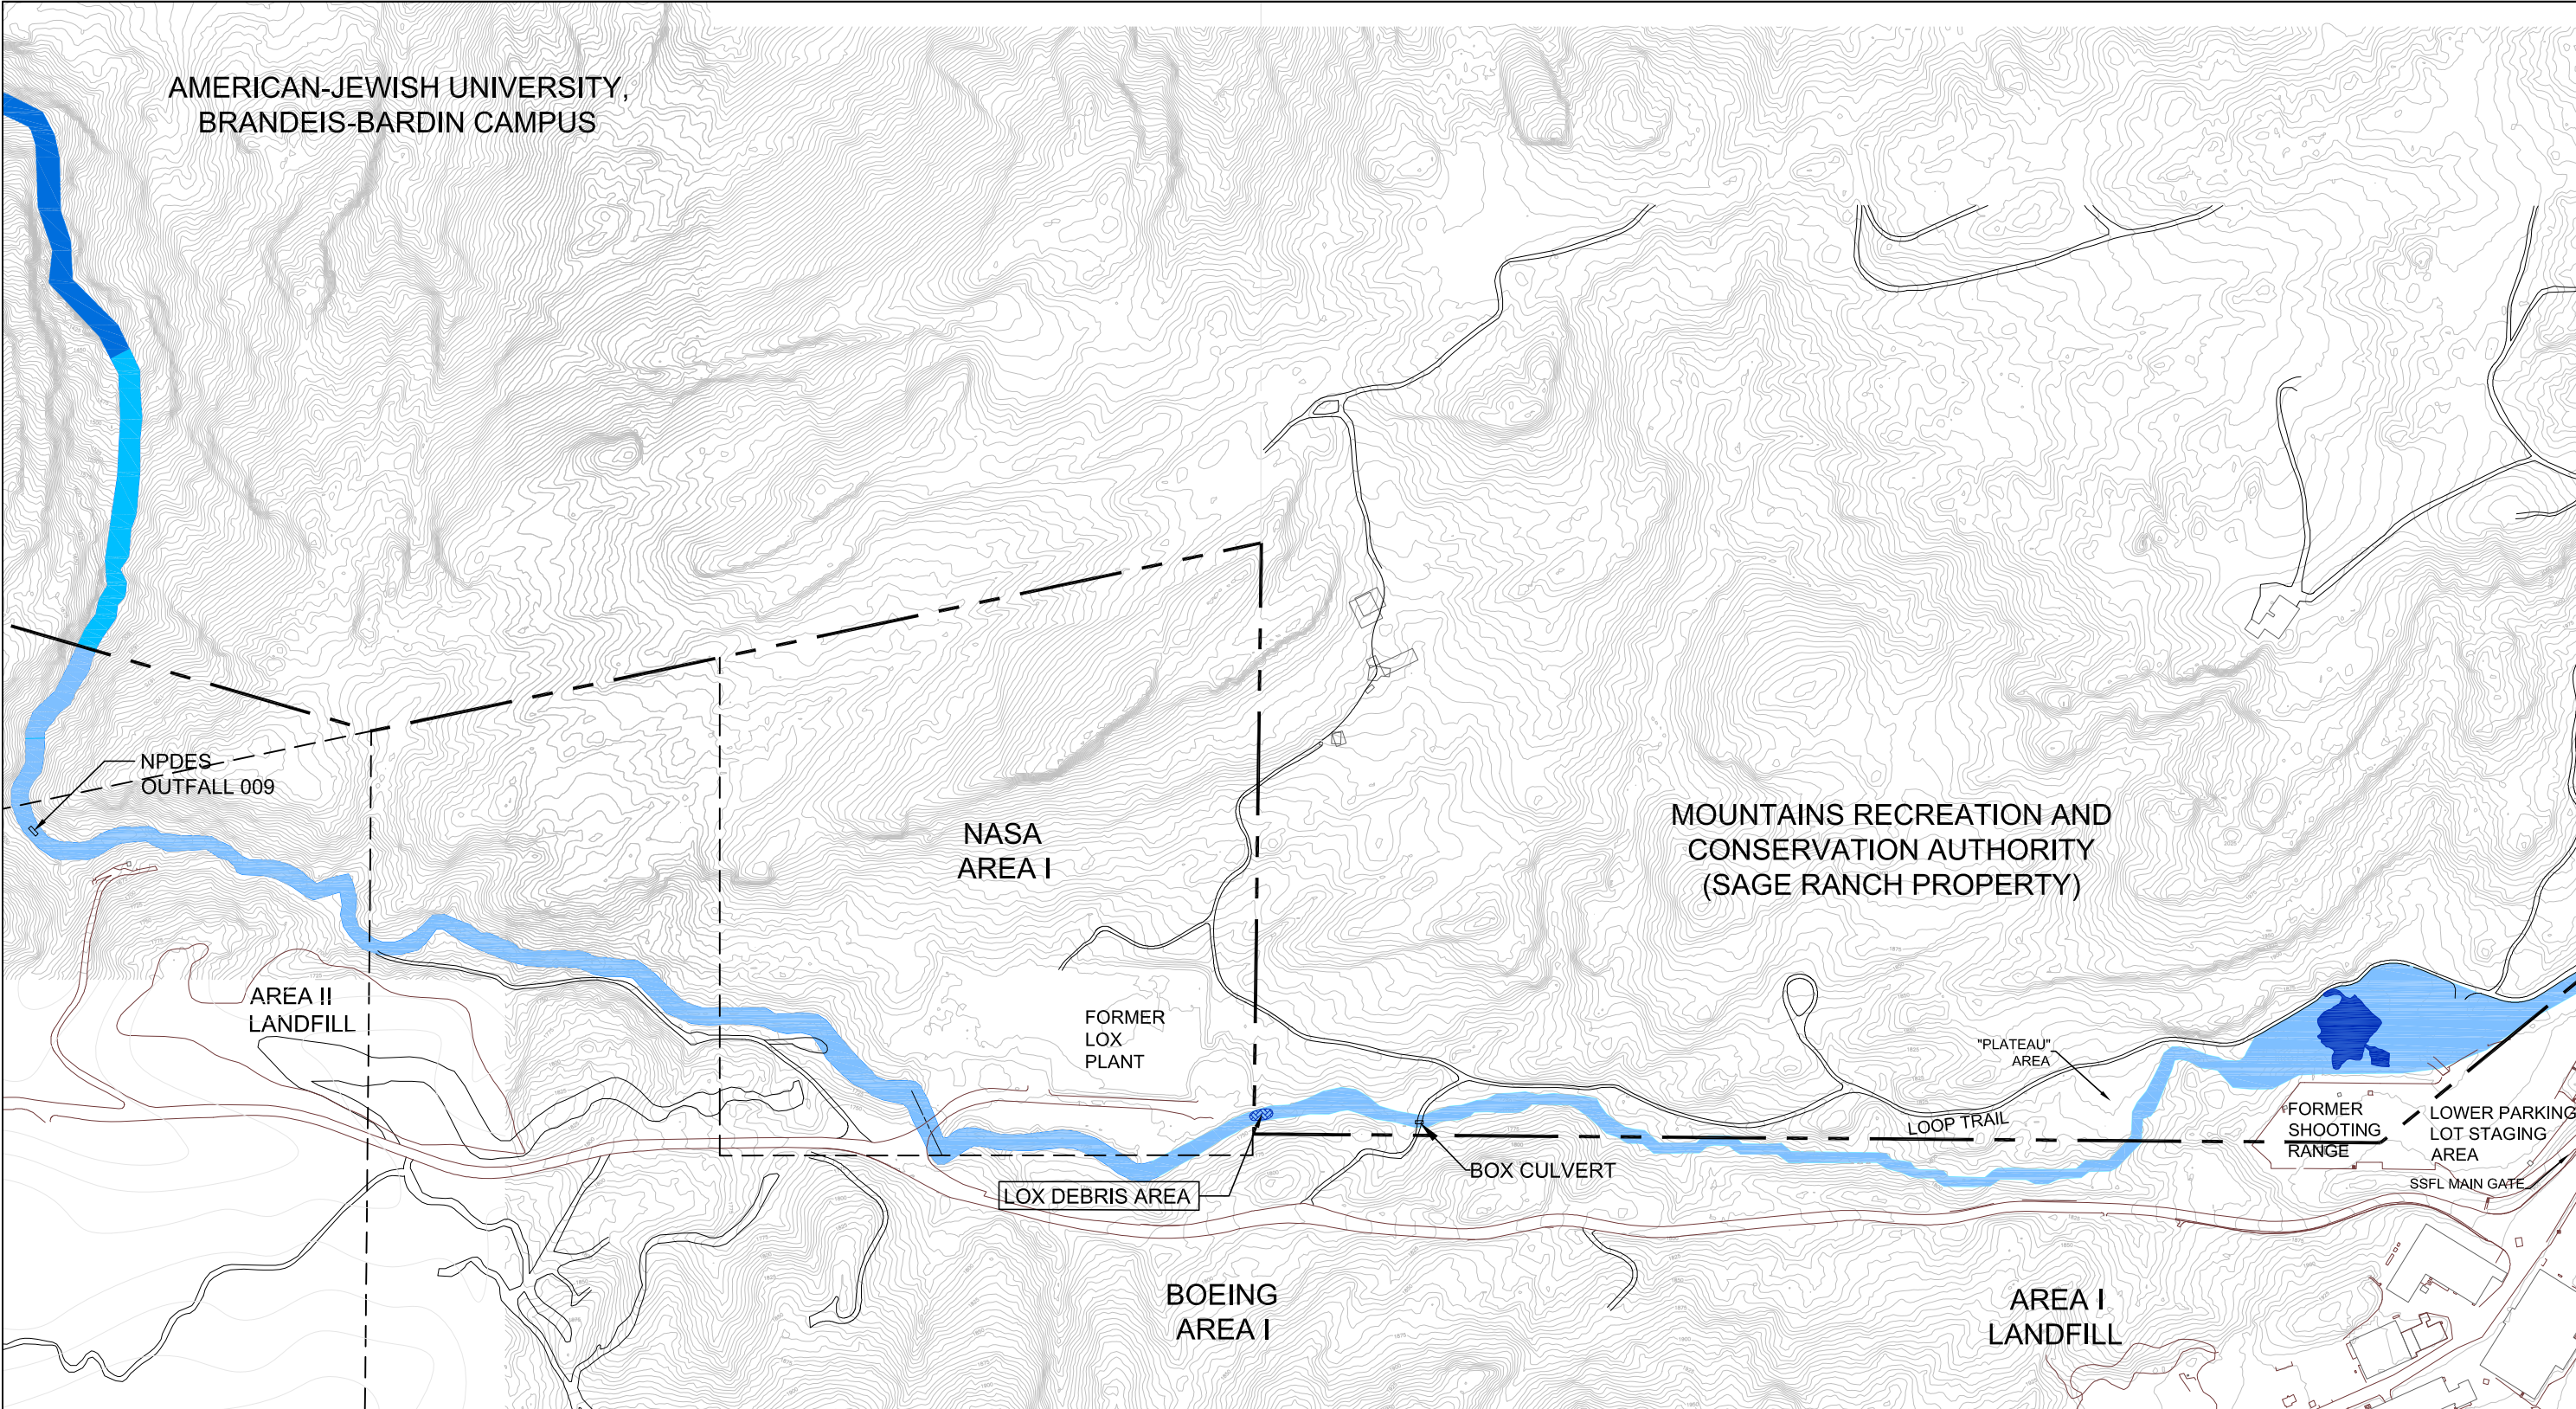 AMERICAN-JEWISH UNIVERSITY,
BRANDEIS-BARDIN CAMPUS
NPDES
OUTFALL 009
NASA
AREA I
MOUNTAINS RECREATION AND
CONSERVATION AUTHORITY
(SAGE RANCH PROPERTY)
AREA II
LANDFILL
FORMER
LOX
PLANT
"PLATEAU"
AREA
LOOP TRAIL
FORMER
SHOOTING
RANGE
LOWER PARKING
LOT STAGING
AREA
SSFL MAIN GATE
BOX CULVERT
LOX DEBRIS AREA
BOEING
AREA I
AREA I
LANDFILL